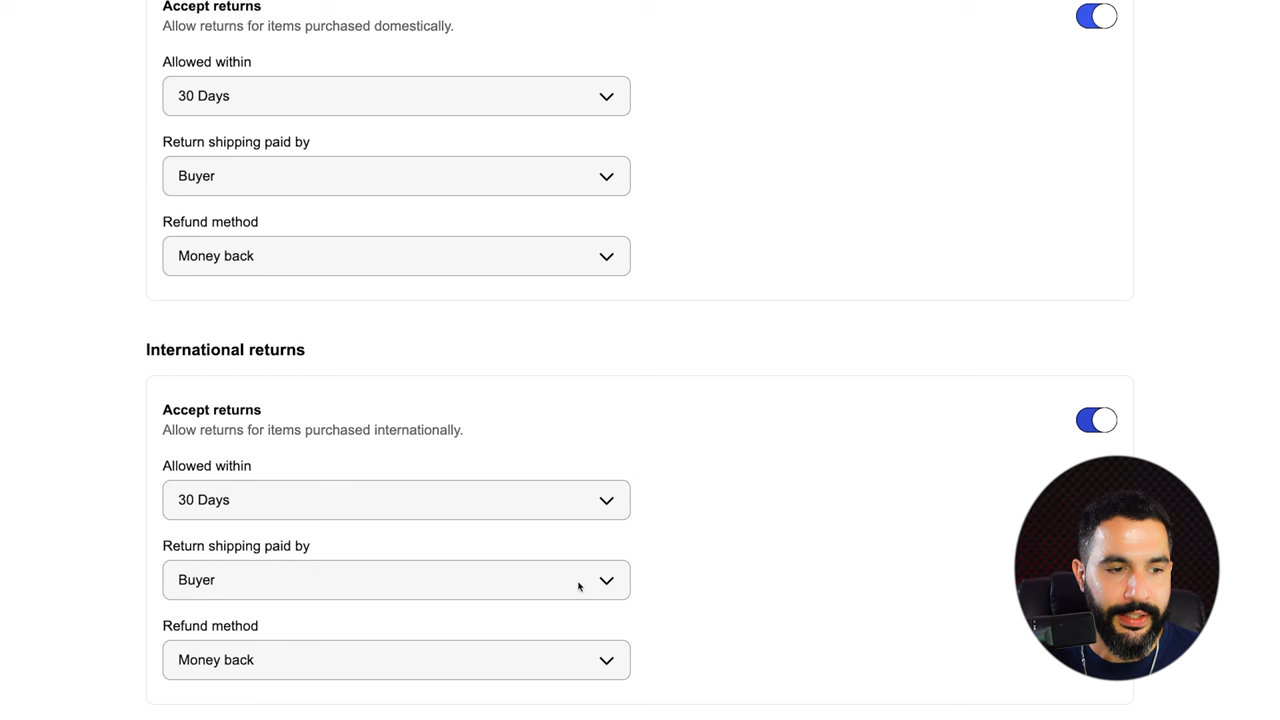 Accept returns
Allow returns for items purchased domestically.
Allowed within
30 Days
Return shipping paid by
Buyer
Refund method
Money back
International returns
Accept returns
Allow returns for items purchased internationally.
Allowed within
30 Days
Return shipping paid by
Buyer
Refund method
Money back